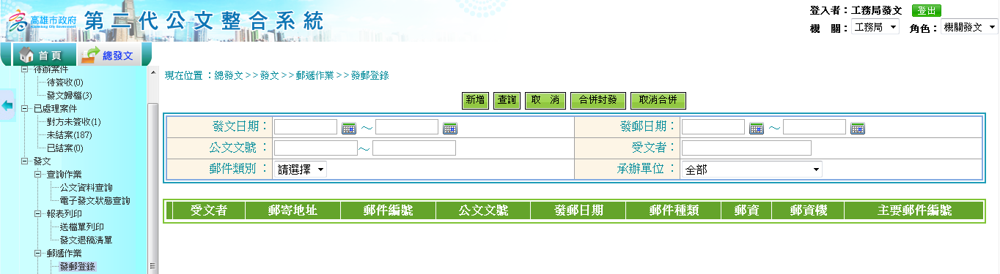 高雄市政府
第二代公文整合系統
登入者：工務局發文 登出
機 關： 工務局 角色： 機關發文
首頁 總發文
待辦案件
待簽收(0)
發文歸檔(3)
已處理案件
對方未簽收(1)
未結案(187)
已結案(0)
發文
查詢作業
公文資料查詢
電子發文狀態查詢
報表列印
送檔單列印
發文退稿清單
郵遞作業
發郵登錄
現在位置 ：總發文>>發文>>郵遞作業>>發郵登錄
新增 查詢 取 消 合併封發 取消合併
發文日期： ～ 發郵日期： ～
公文文號： ～ 受文者：
郵件類別： 請選擇 承辦單位： 全部
受文者 郵寄地址 郵件編號 公文文號 發郵日期 郵件種類 郵資 郵資機 主要郵件編號